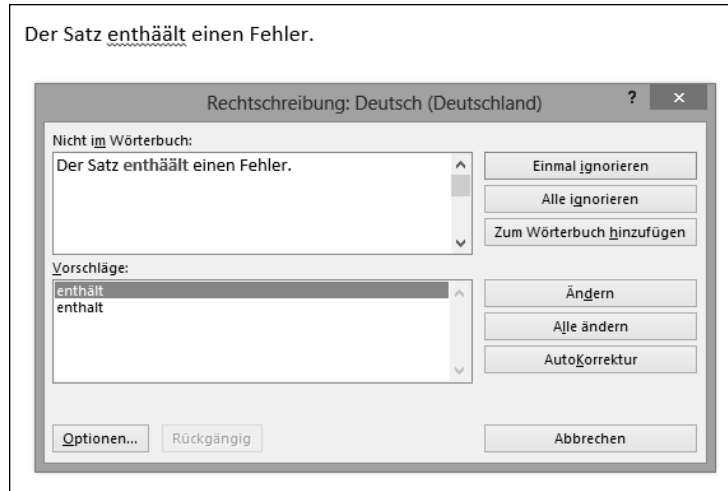 Der Satz enthäält einen Fehler.
Rechtschreibung: Deutsch (Deutschland)
? ×
Nicht im Wörterbuch:
Der Satz enthäält einen Fehler.
Einmal ignorieren
Alle ignorieren
Zum Wörterbuch hinzufügen
Vorschläge:
enthält
enthalt
Ändern
Alle ändern
AutoKorrektur
Optionen...
Rückgängig
Abbrechen